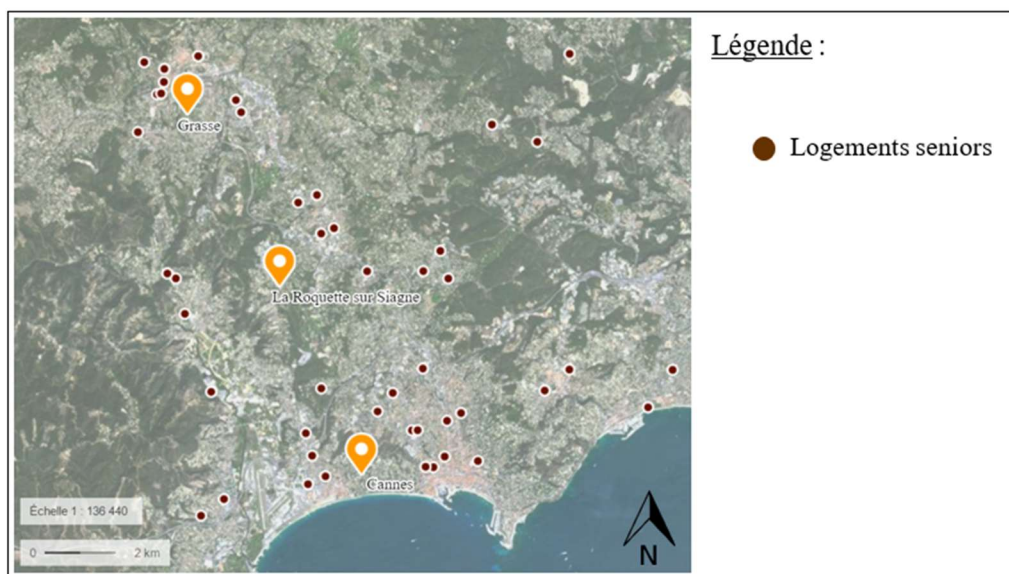 Légende :
Logements seniors
Grasse
La Roquette sur Siagne
Cannes
Échelle 1 : 136 440
0 2 km
N